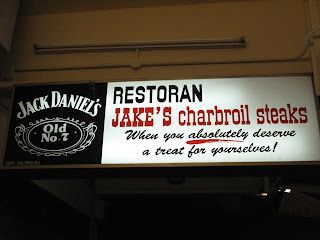 JACK DANIEL'S
Old
No. 7
RESTORAN
JAKE'S charbroil steaks
When you absolutely deserve
a treat for yourselves!